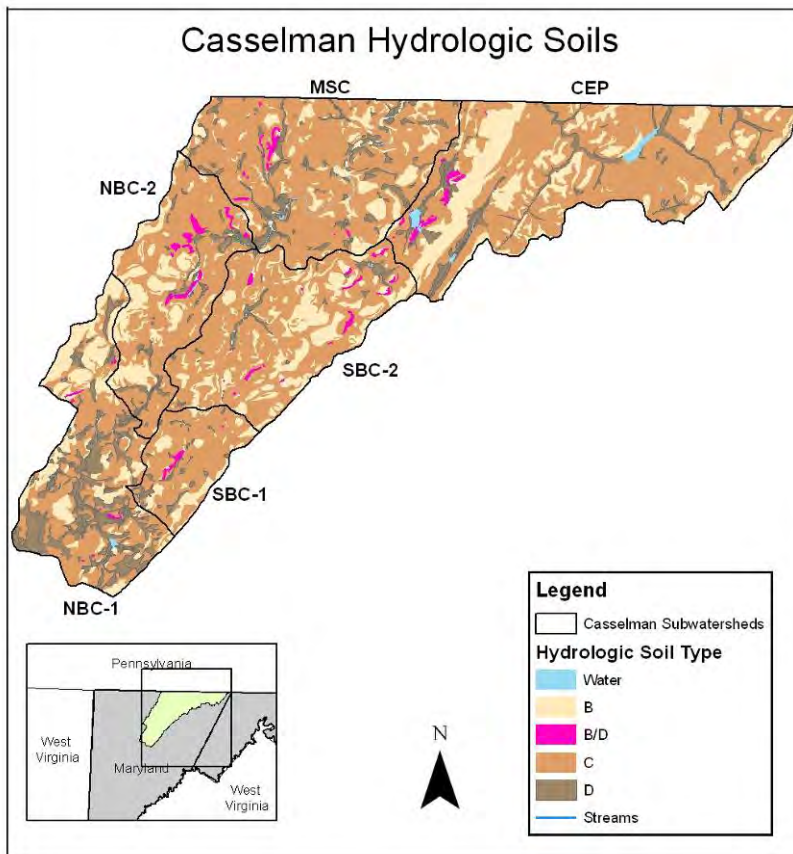 Casselman Hydrologic Soils
MSC
CEP
NBC-2
SBC-2
SBC-1
NBC-1
Legend
Casselman Subwatersheds
Hydrologic Soil Type
Water
B
B/D
C
D
Streams
N
Pennsylvania
West
Virginia
Maryland
West
Virginia